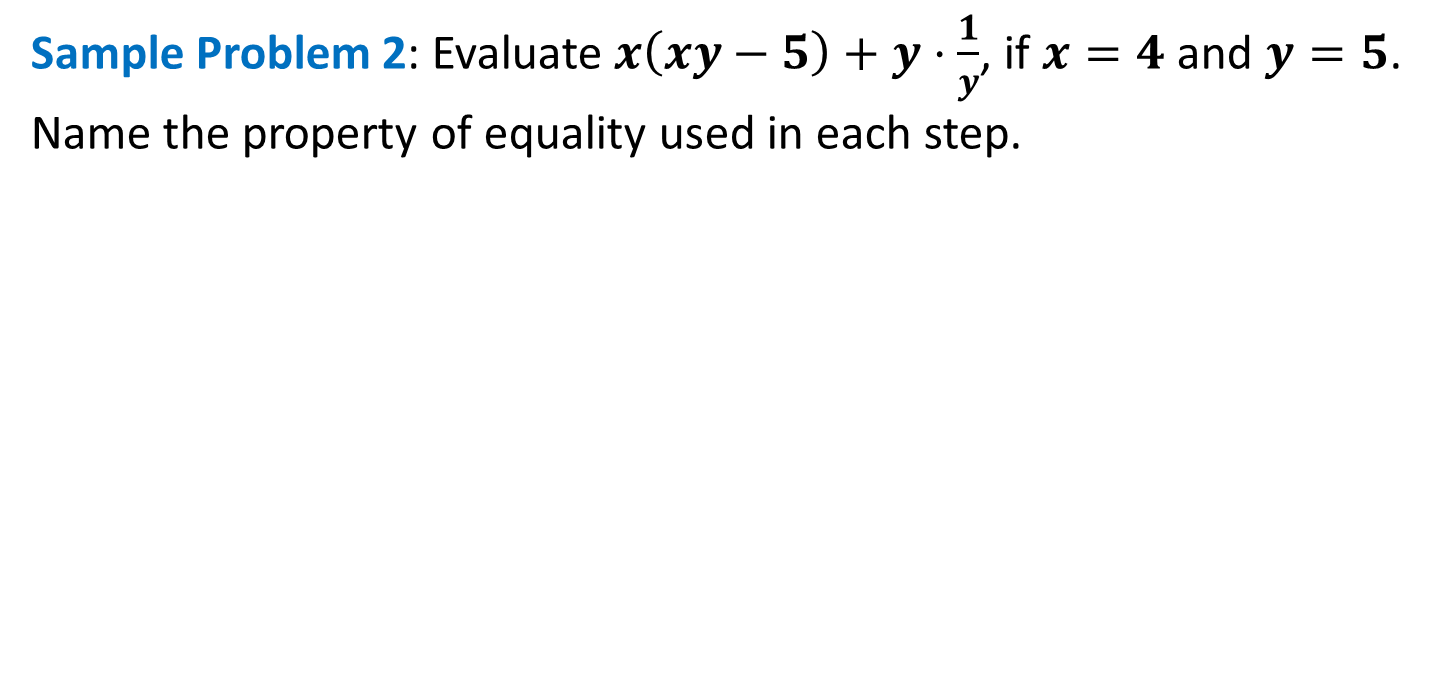 Sample Problem 2: Evaluate x(xy − 5) + y · 1/y, if x = 4 and y = 5.
Name the property of equality used in each step.